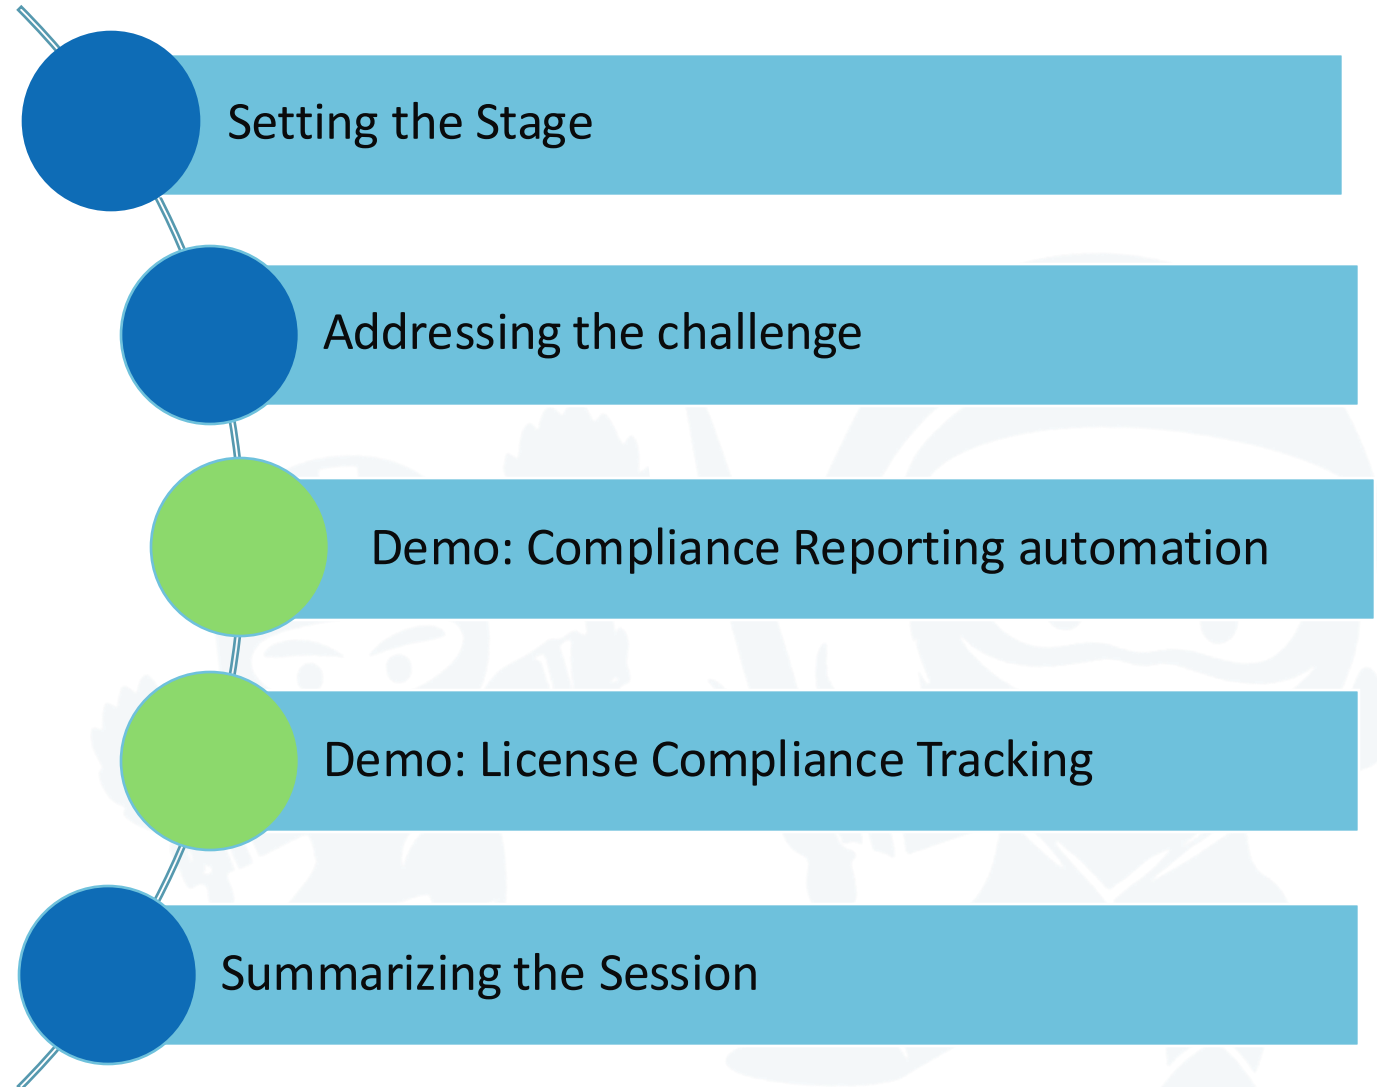 Setting the Stage
Addressing the challenge
Demo: Compliance Reporting automation
Demo: License Compliance Tracking
Summarizing the Session